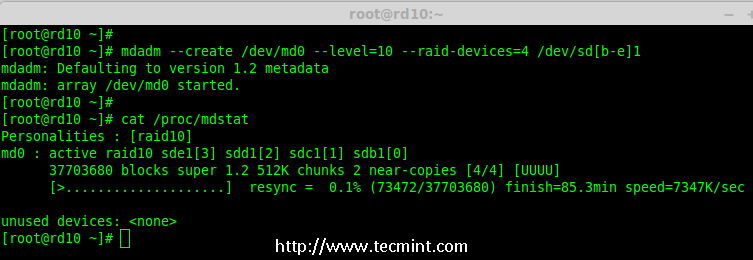 root@rd10:~
[root@rd10 ~]#
[root@rd10 ~]# mdadm --create /dev/md0 --level=10 --raid-devices=4 /dev/sd[b-e]1
mdadm: Defaulting to version 1.2 metadata
mdadm: array /dev/md0 started.
[root@rd10 ~]#
[root@rd10 ~]# cat /proc/mdstat
Personalities : [raid10]
md0 : active raid10 sde1[3] sdd1[2] sdc1[1] sdb1[0]
      37703680 blocks super 1.2 512K chunks 2 near-copies [4/4] [UUUU]
      [>....................]  resync =  0.1% (73472/37703680) finish=85.3min speed=7347K/sec

unused devices: <none>
[root@rd10 ~]#
http://www.tecmint.com